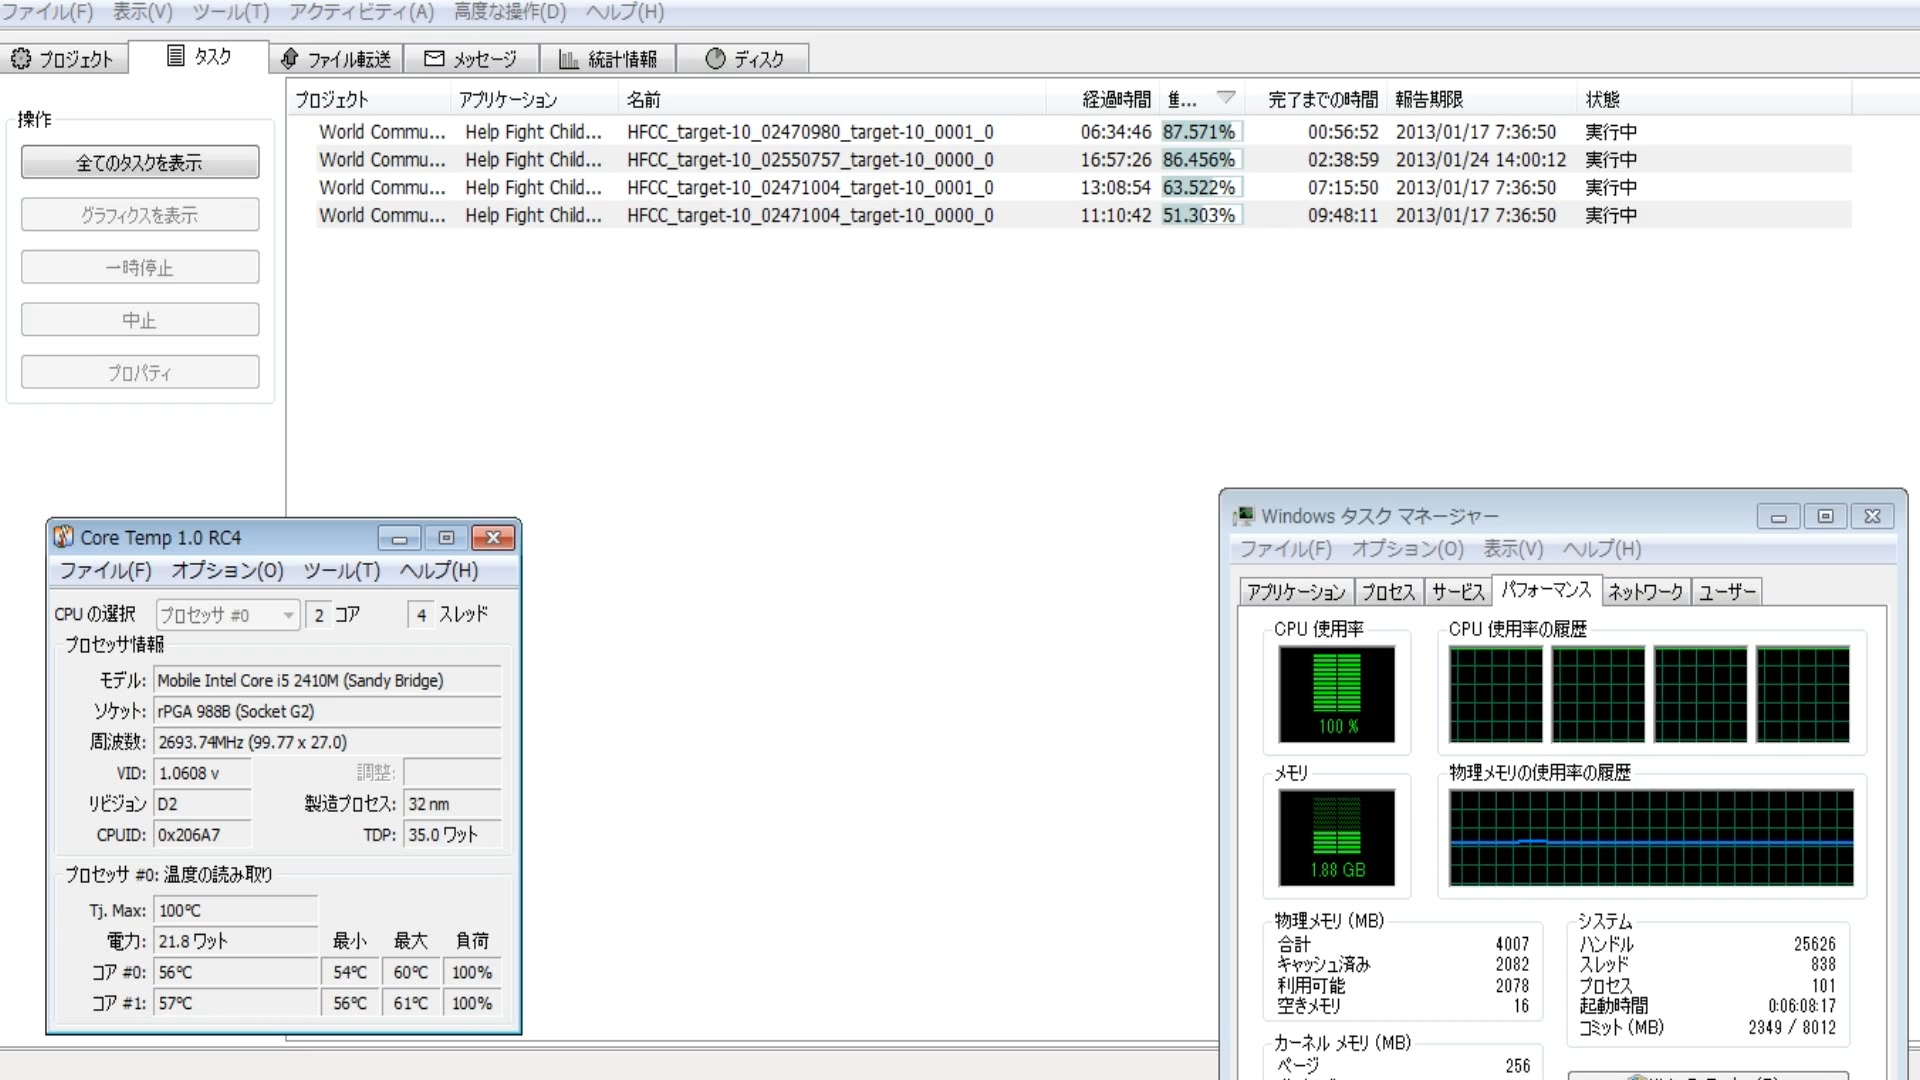 ファイル(F) 表示(V) ツール(T) アクティビティ(A) 高度な操作(D) ヘルプ(H)
プロジェクト タスク ファイル転送 メッセージ 統計情報 ディスク
操作
全てのタスクを表示
グラフィクスを表示
一時停止
中止
プロパティ
プロジェクト アプリケーション 名前 経過時間 進... 完了までの時間 報告期限 状態
World Commu... Help Fight Child... HFCC_target-10_02470980_target-10_0001_0 06:34:46 87.571% 00:56:52 2013/01/17 7:36:50 実行中
World Commu... Help Fight Child... HFCC_target-10_02550757_target-10_0000_0 16:57:26 86.456% 02:38:59 2013/01/24 14:00:12 実行中
World Commu... Help Fight Child... HFCC_target-10_02471004_target-10_0001_0 13:08:54 63.522% 07:15:50 2013/01/17 7:36:50 実行中
World Commu... Help Fight Child... HFCC_target-10_02471004_target-10_0000_0 11:10:42 51.303% 09:48:11 2013/01/17 7:36:50 実行中
Core Temp 1.0 RC4
ファイル(F) オプション(O) ツール(T) ヘルプ(H)
CPU の選択 プロセッサ #0 2 コア 4 スレッド
プロセッサ情報
モデル: Mobile Intel Core i5 2410M (Sandy Bridge)
ソケット: rPGA 988B (Socket G2)
周波数: 2693.74MHz (99.77 x 27.0)
VID: 1.0608 v 調整:
リビジョン D2 製造プロセス: 32 nm
CPUID: 0x206A7 TDP: 35.0 ワット
プロセッサ #0: 温度の読み取り
Tj. Max: 100℃
電力: 21.8 ワット 最小 最大 負荷
コア #0: 56℃ 54℃ 60℃ 100%
コア #1: 57℃ 56℃ 61℃ 100%
Windows タスク マネージャー
ファイル(F) オプション(O) 表示(V) ヘルプ(H)
アプリケーション プロセス サービス パフォーマンス ネットワーク ユーザー
CPU 使用率 CPU 使用率の履歴
100 %
メモリ 物理メモリの使用率の履歴
1.88 GB
物理メモリ (MB)
合計 4007
キャッシュ済み 2082
利用可能 2078
空きメモリ 16
システム
ハンドル 25626
スレッド 838
プロセス 101
起動時間 0:06:08:17
コミット (MB) 2349 / 8012
カーネル メモリ (MB)
ページ 256